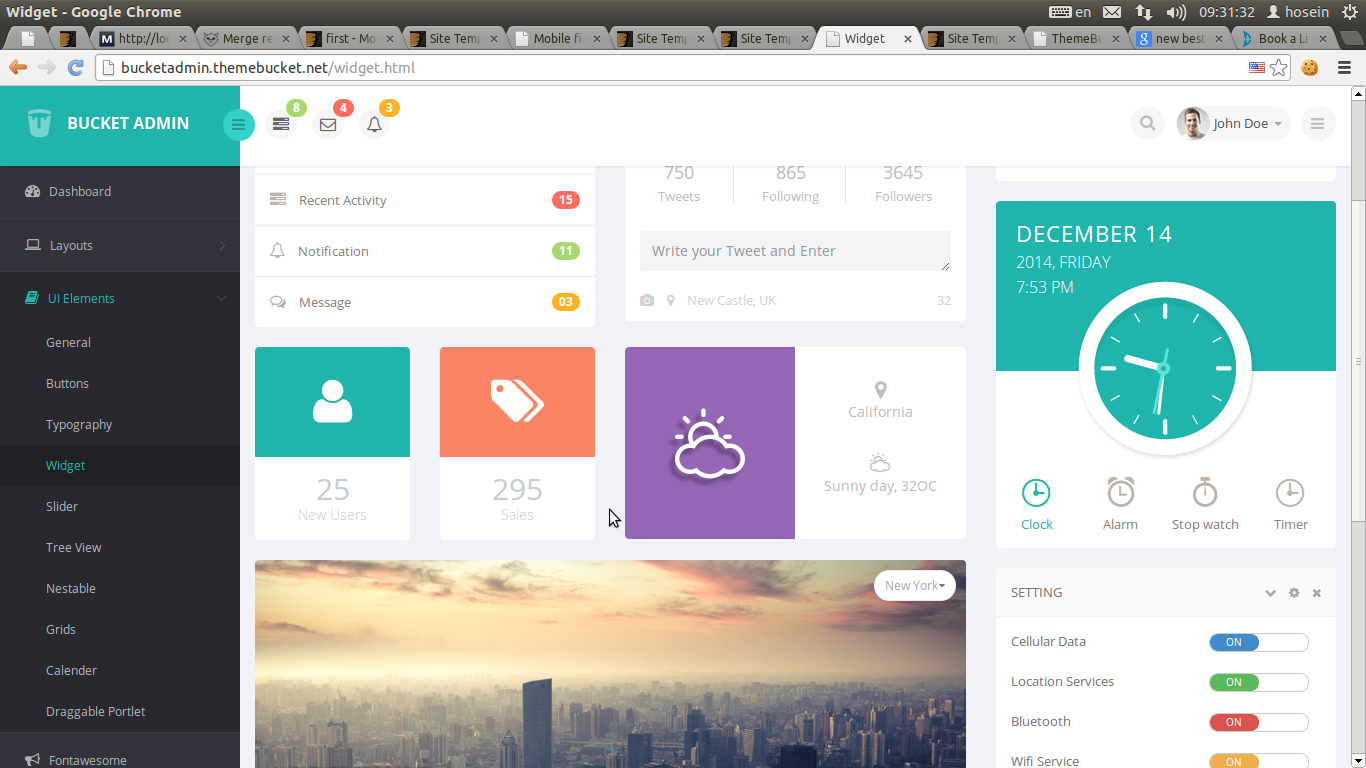 Widget - Google Chrome
en
09:31:32
hosein
http://loc
Merge re
first - Mo
Site Temp
Mobile fi
Site Temp
Site Temp
Widget
Site Temp
ThemeBu
new best
Book a Li
bucketadmin.themebucket.net/widget.html
BUCKET ADMIN
8
4
3
John Doe
Dashboard
Layouts
UI Elements
General
Buttons
Typography
Widget
Slider
Tree View
Nestable
Grids
Calender
Draggable Portlet
Fontawesome
Recent Activity
15
Notification
11
Message
03
750
865
3645
Tweets
Following
Followers
Write your Tweet and Enter
New Castle, UK
32
25
New Users
295
Sales
California
Sunny day, 32OC
New York
DECEMBER 14
2014, FRIDAY
7:53 PM
Clock
Alarm
Stop watch
Timer
SETTING
Cellular Data
ON
Location Services
ON
Bluetooth
ON
Wifi Service
ON